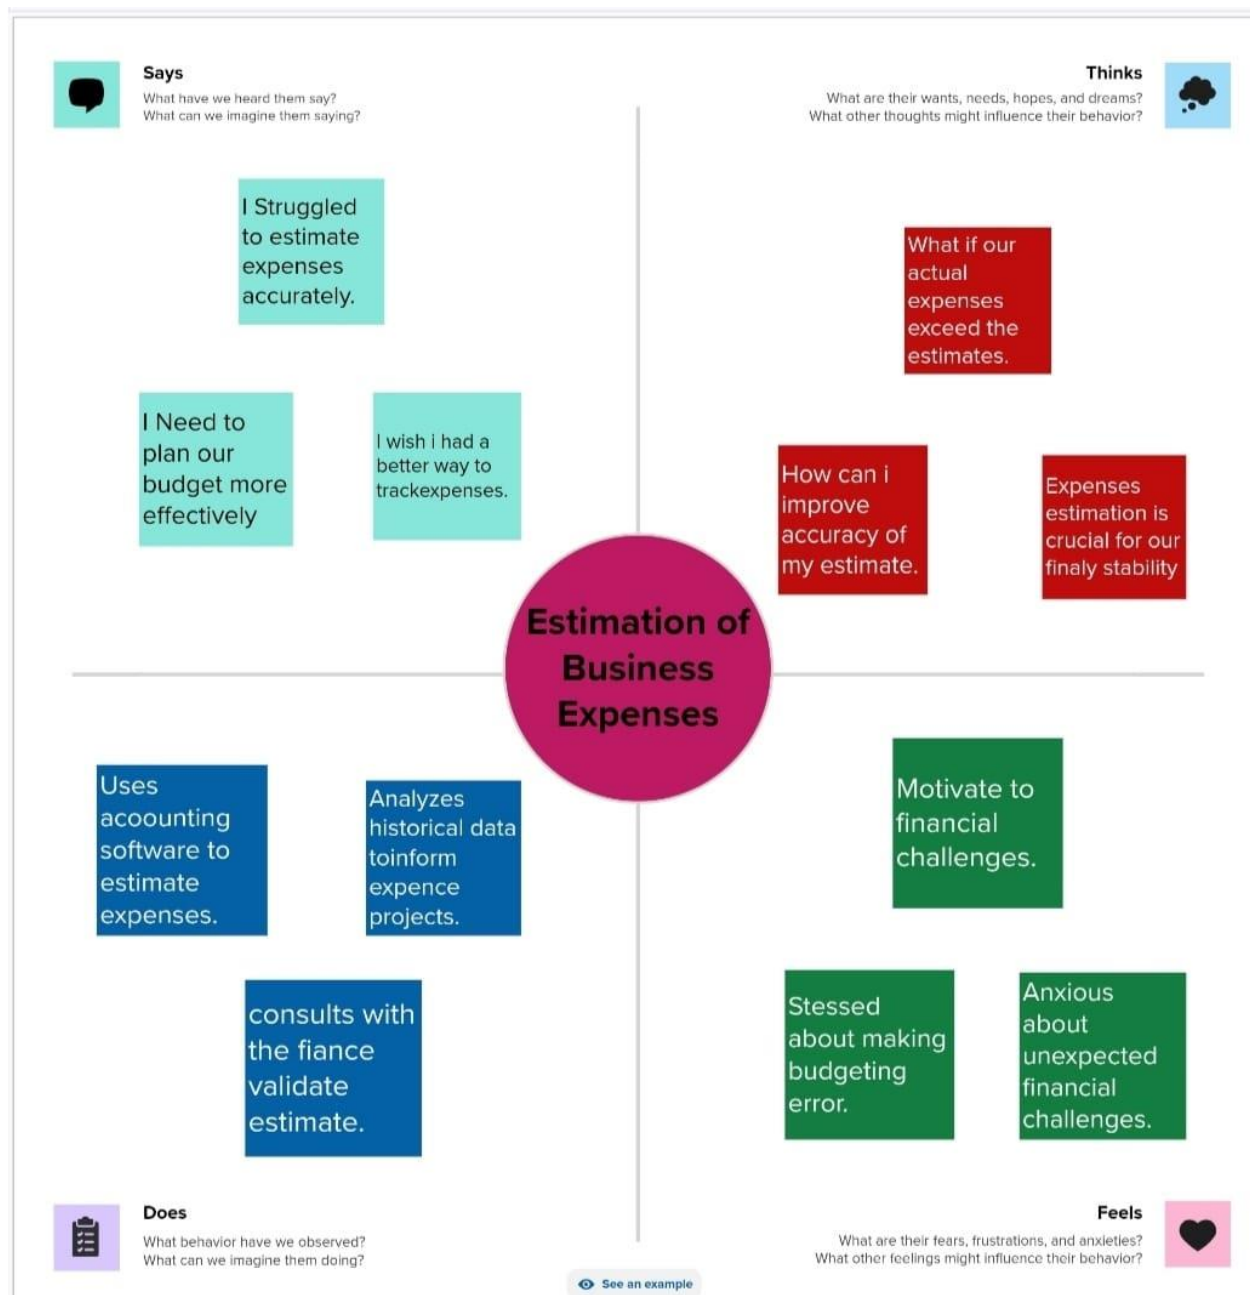 Says
What have we heard them say?
What can we imagine them saying?
Thinks
What are their wants, needs, hopes, and dreams?
What other thoughts might influence their behavior?
I Struggled
to estimate
expenses
accurately.
I Need to
plan our
budget more
effectively
I wish i had a
better way to
trackexpenses.
What if our
actual
expenses
exceed the
estimates.
How can i
improve
accuracy of
my estimate.
Expenses
estimation is
crucial for our
finaly stability
Estimation of
Business
Expenses
Uses
acoounting
software to
estimate
expenses.
Analyzes
historical data
toinform
expence
projects.
consults with
the fiance
validate
estimate.
Motivate to
financial
challenges.
Stessed
about making
budgeting
error.
Anxious
about
unexpected
financial
challenges.
Does
What behavior have we observed?
What can we imagine them doing?
Feels
What are their fears, frustrations, and anxieties?
What other feelings might influence their behavior?
See an example